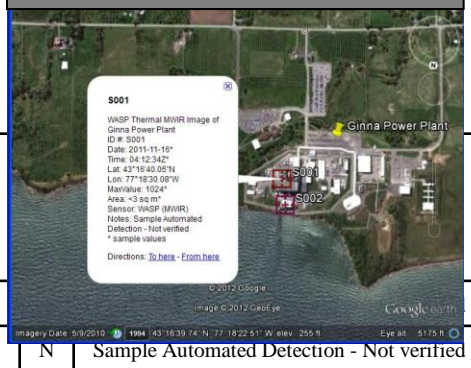 S001
WASP Thermal MWIR Image of
Ginna Power Plant
ID #: S001
Date: 2011-11-16*
Time: 04:12:34Z*
Lat: 43°16'40.05"N
Lon: 77°18'30.08"W
MaxValue: 1024*
Area: <3 sq m*
Sensor: WASP (MWIR)
Notes: Sample Automated
Detection - Not verified
* sample values
Directions: To here - From here
N
Ginna Power Plant
S001
S002
© 2012 Google
Image © 2012 GeoEye
Google earth
Imagery Date: 5/9/2010 1994 43°16'39.74" N 77°18'22.51" W elev 255 ft Eye alt 5175 ft
N Sample Automated Detection - Not verified